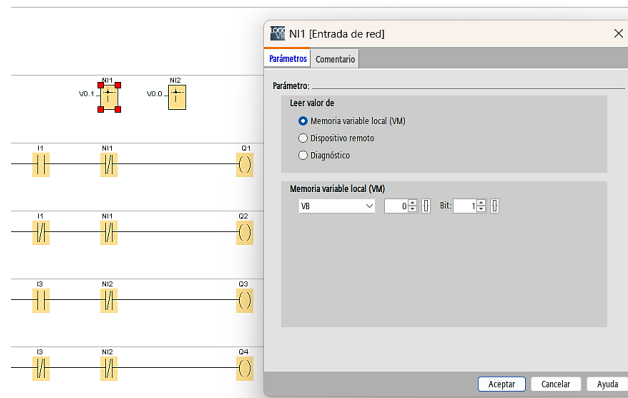 NI1 [Entrada de red]
Parámetros Comentario
Parámetro:
Leer valor de
Memoria variable local (VM)
Dispositivo remoto
Diagnóstico
Memoria variable local (VM)
VB 0 Bit: 1
Aceptar Cancelar Ayuda
NI1 NI2
V0.1 V0.0
I1 NI1 Q1
I1 NI1 Q2
I3 NI2 Q3
I3 NI2 Q4